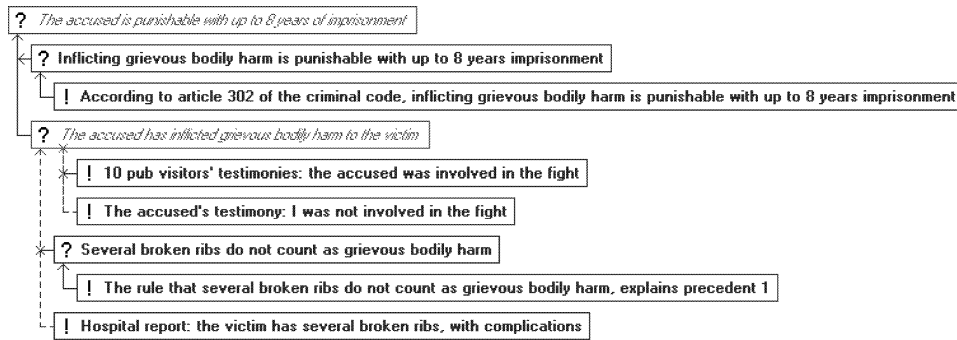 ? The accused is punishable with up to 8 years of imprisonment
? Inflicting grievous bodily harm is punishable with up to 8 years imprisonment
! According to article 302 of the criminal code, inflicting grievous bodily harm is punishable with up to 8 years imprisonment
? The accused has inflicted grievous bodily harm to the victim
! 10 pub visitors' testimonies: the accused was involved in the fight
! The accused's testimony: I was not involved in the fight
? Several broken ribs do not count as grievous bodily harm
! The rule that several broken ribs do not count as grievous bodily harm, explains precedent 1
! Hospital report: the victim has several broken ribs, with complications